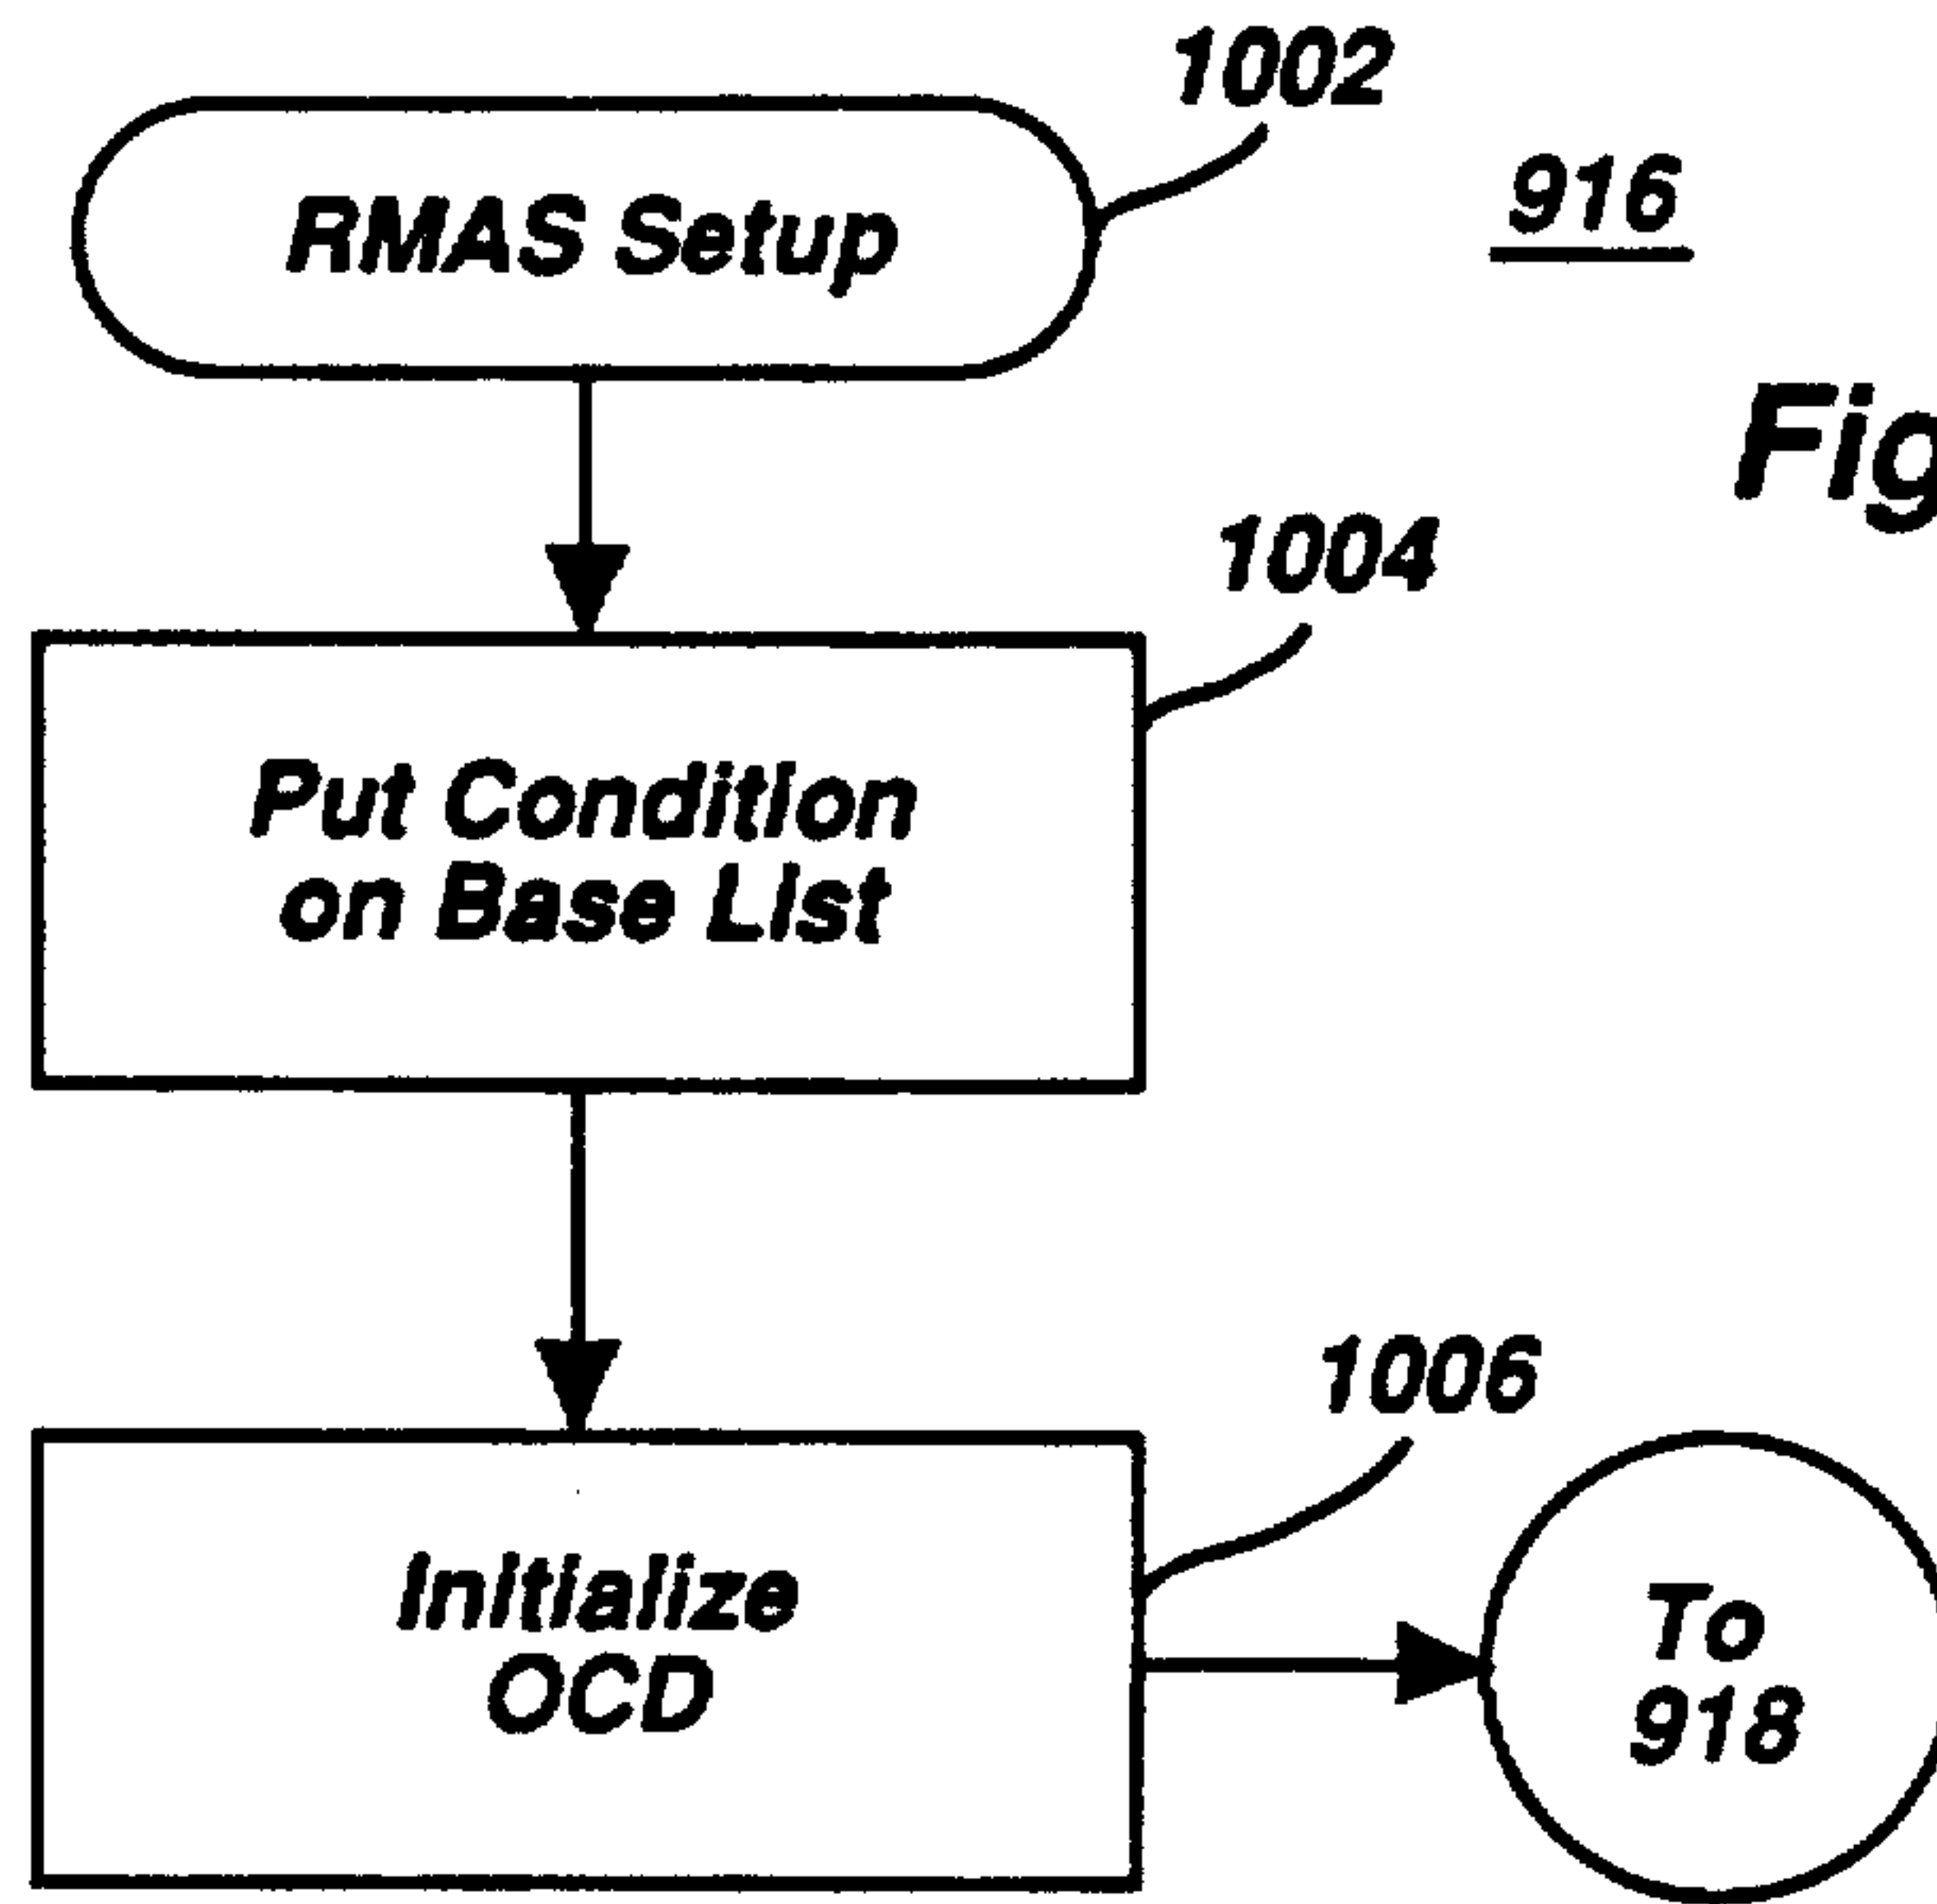 1002
RMAS Setup
916
Fig
1004
Put Condition
on Base List
1006
Initialize
OCD
To
918